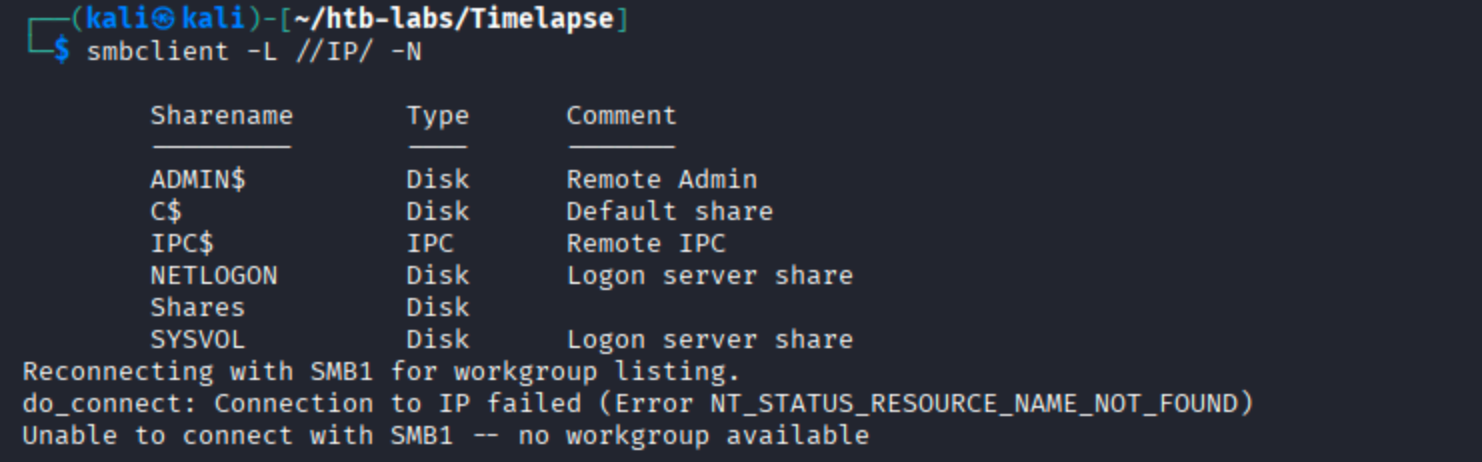 ┌──(kali㉿kali)-[~/htb-labs/Timelapse]
└─$ smbclient -L //IP/ -N
Sharename Type Comment
--------- ---- -------
ADMIN$ Disk Remote Admin
C$ Disk Default share
IPC$ IPC Remote IPC
NETLOGON Disk Logon server share
Shares Disk
SYSVOL Disk Logon server share
Reconnecting with SMB1 for workgroup listing.
do_connect: Connection to IP failed (Error NT_STATUS_RESOURCE_NAME_NOT_FOUND)
Unable to connect with SMB1 -- no workgroup available